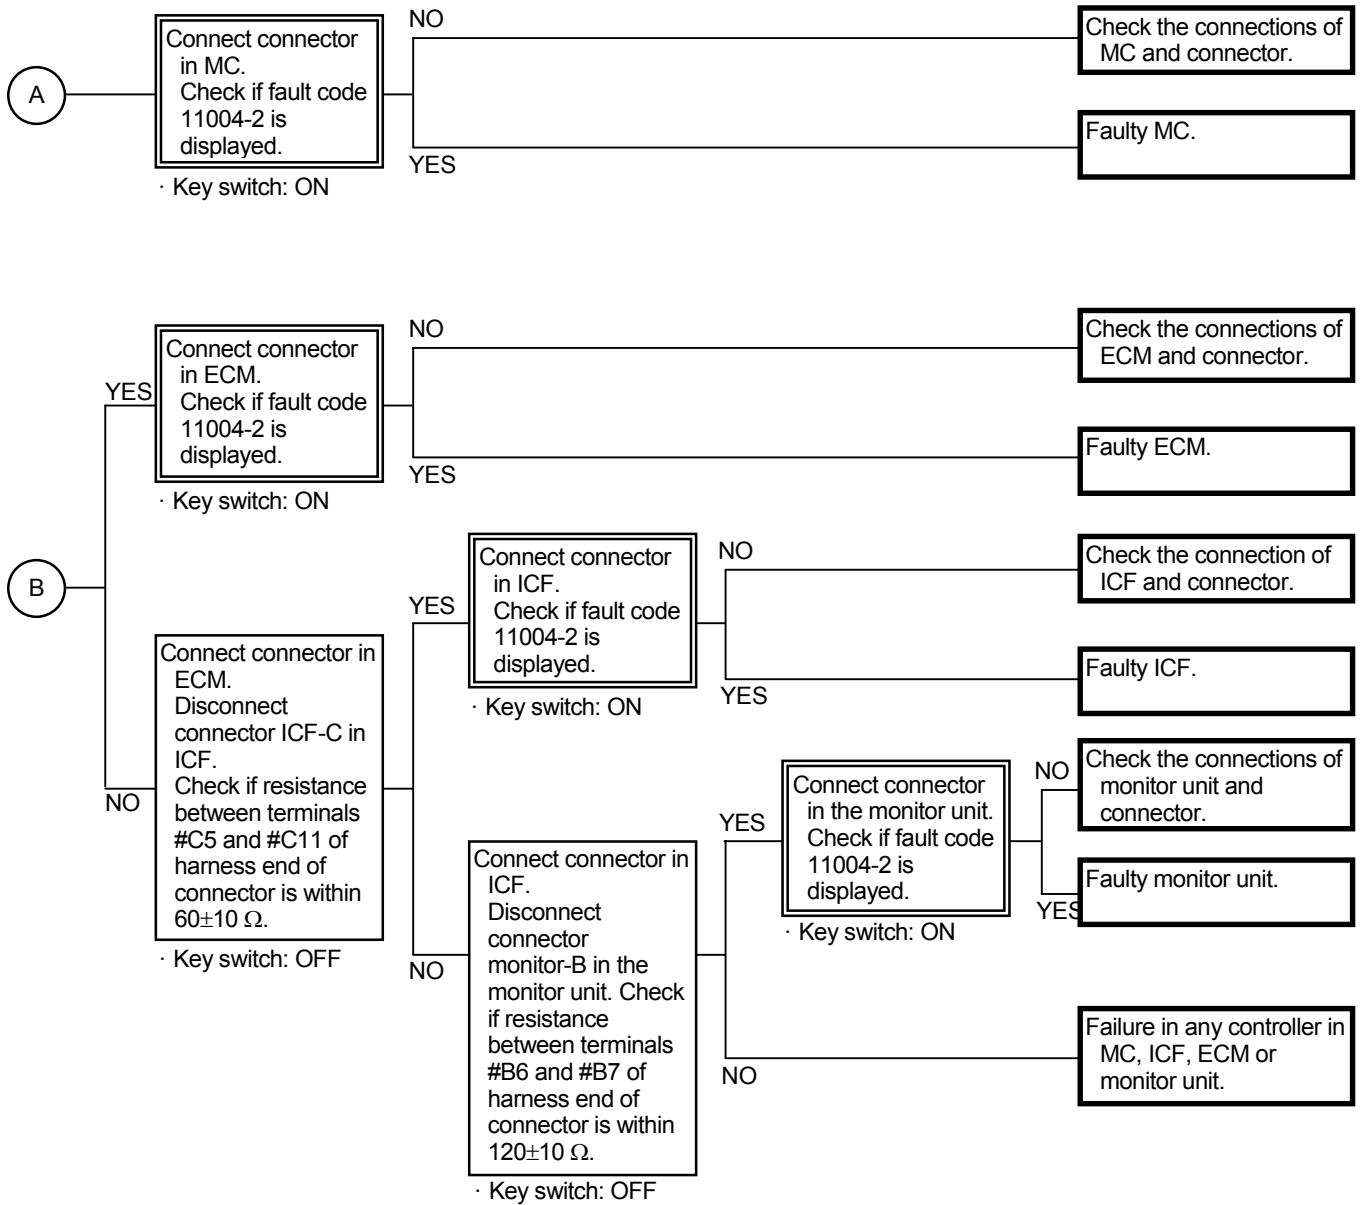 A
Connect connector
in MC.
Check if fault code
11004-2 is
displayed.
· Key switch: ON
NO
YES
Check the connections of
MC and connector.
Faulty MC.
B
YES
NO
Connect connector
in ECM.
Check if fault code
11004-2 is
displayed.
· Key switch: ON
NO
YES
Check the connections of
ECM and connector.
Faulty ECM.
Connect connector in
ECM.
Disconnect
connector ICF-C in
ICF.
Check if resistance
between terminals
#C5 and #C11 of
harness end of
connector is within
60±10 Ω.
· Key switch: OFF
YES
NO
Connect connector
in ICF.
Check if fault code
11004-2 is
displayed.
· Key switch: ON
NO
YES
Check the connection of
ICF and connector.
Faulty ICF.
Connect connector in
ICF.
Disconnect
connector
monitor-B in the
monitor unit. Check
if resistance
between terminals
#B6 and #B7 of
harness end of
connector is within
120±10 Ω.
· Key switch: OFF
YES
NO
Connect connector
in the monitor unit.
Check if fault code
11004-2 is
displayed.
· Key switch: ON
NO
YES
Check the connections of
monitor unit and
connector.
Faulty monitor unit.
Failure in any controller in
MC, ICF, ECM or
monitor unit.